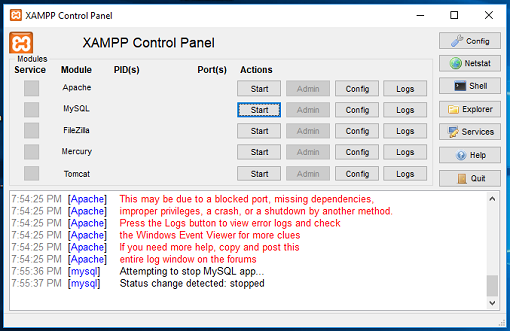 XAMPP Control Panel
XAMPP Control Panel
Config
Modules
Service Module PID(s) Port(s) Actions
Netstat
Apache Start Admin Config Logs
Shell
MySQL Start Admin Config Logs
Explorer
FileZilla Start Admin Config Logs
Services
Mercury Start Admin Config Logs
Help
Tomcat Start Admin Config Logs
Quit
7:54:25 PM [Apache] This may be due to a blocked port, missing dependencies,
7:54:25 PM [Apache] improper privileges, a crash, or a shutdown by another method.
7:54:25 PM [Apache] Press the Logs button to view error logs and check
7:54:25 PM [Apache] the Windows Event Viewer for more clues
7:54:25 PM [Apache] If you need more help, copy and post this
7:54:25 PM [Apache] entire log window on the forums
7:55:36 PM [mysql] Attempting to stop MySQL app...
7:55:37 PM [mysql] Status change detected: stopped